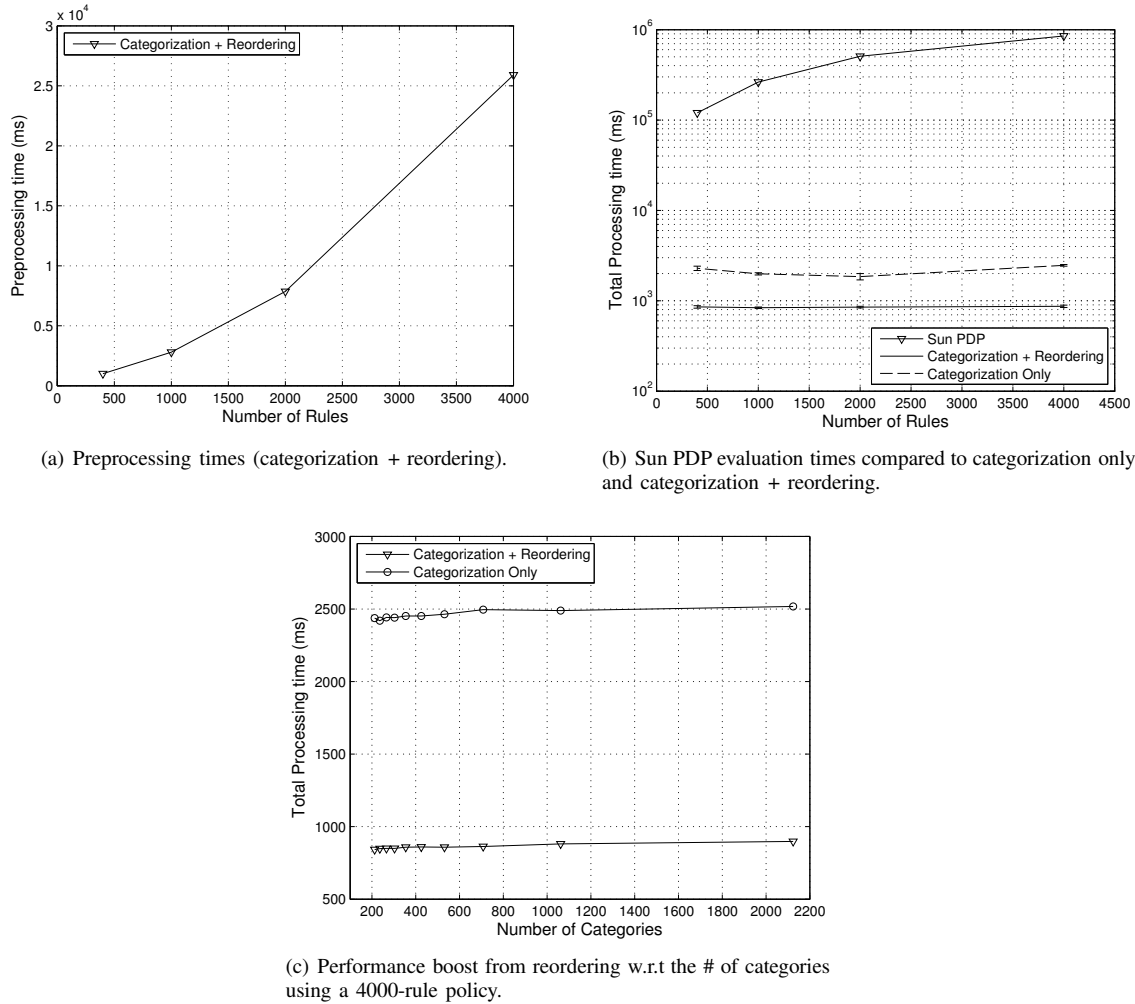 x 10^4
3
2.5
2
1.5
1
0.5
0
Preprocessing time (ms)
Categorization + Reordering
0 500 1000 1500 2000 2500 3000 3500 4000
Number of Rules
(a) Preprocessing times (categorization + reordering).
10^6
10^5
10^4
10^3
10^2
Total Processing time (ms)
Sun PDP
Categorization + Reordering
Categorization Only
0 500 1000 1500 2000 2500 3000 3500 4000 4500
Number of Rules
(b) Sun PDP evaluation times compared to categorization only
and categorization + reordering.
3000
2500
2000
1500
1000
500
Total Processing time (ms)
Categorization + Reordering
Categorization Only
200 400 600 800 1000 1200 1400 1600 1800 2000 2200
Number of Categories
(c) Performance boost from reordering w.r.t the # of categories
using a 4000-rule policy.